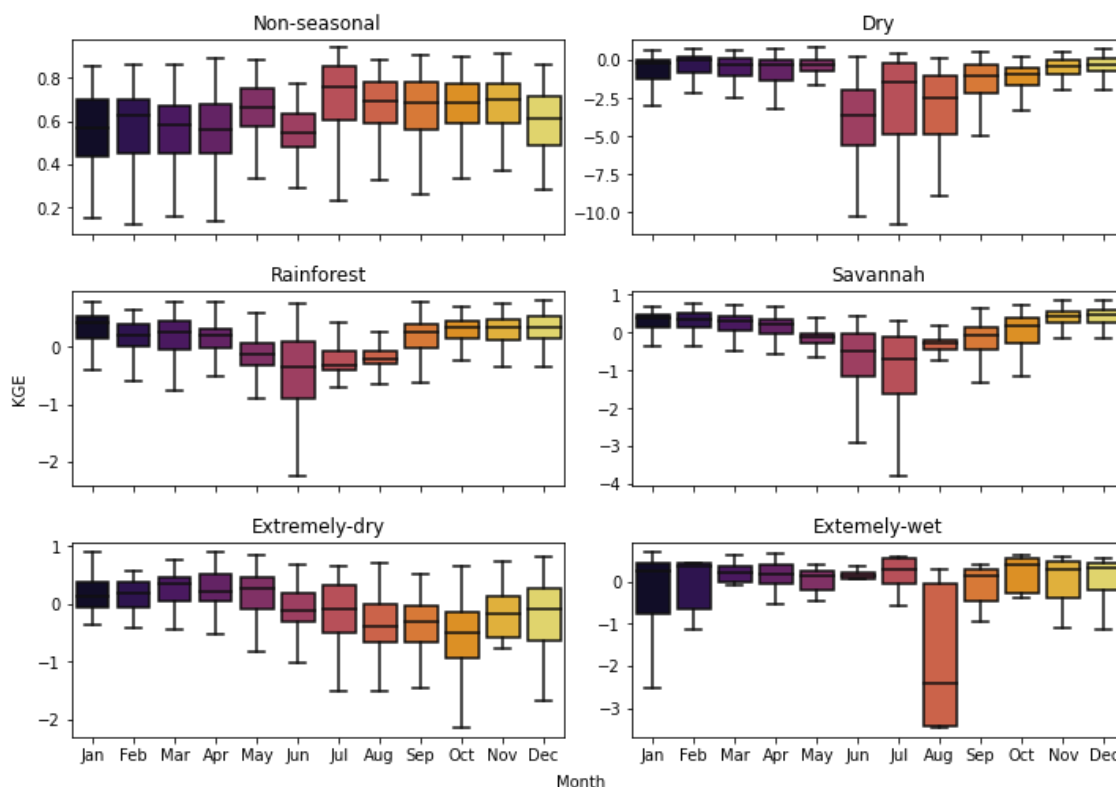 Non-seasonal
Dry
0.8
0.6
0.4
0.2
0.0
−2.5
−5.0
−7.5
−10.0
Rainforest
Savannah
KGE
0
−1
−2
1
0
−1
−2
−3
−4
Extremely-dry
Extemely-wet
1
0
−1
−2
0
−1
−2
−3
Jan Feb Mar Apr May Jun Jul Aug Sep Oct Nov Dec
Jan Feb Mar Apr May Jun Jul Aug Sep Oct Nov Dec
Month